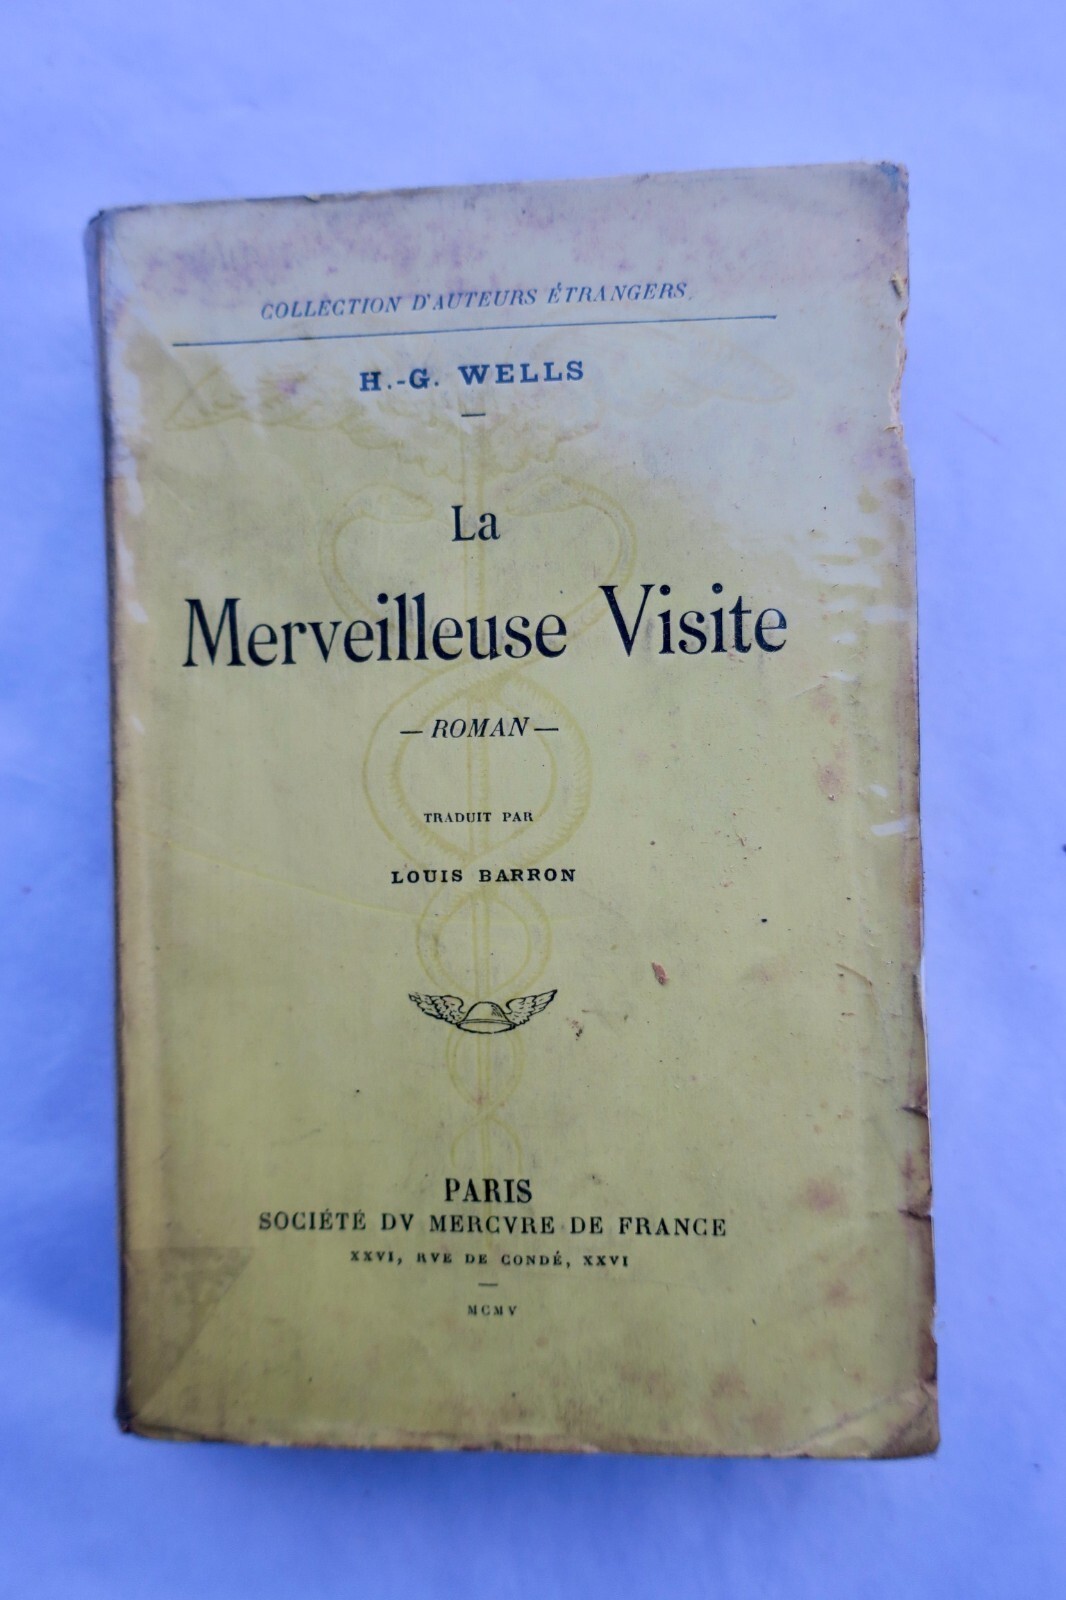 COLLECTION D'AUTEURS ÉTRANGERS
H.-G. WELLS
La
Merveilleuse Visite
— ROMAN —
TRADUIT PAR
LOUIS BARRON
PARIS
SOCIÉTÉ DV MERCVRE DE FRANCE
XXVI, RVE DE CONDÉ, XXVI
MCMV